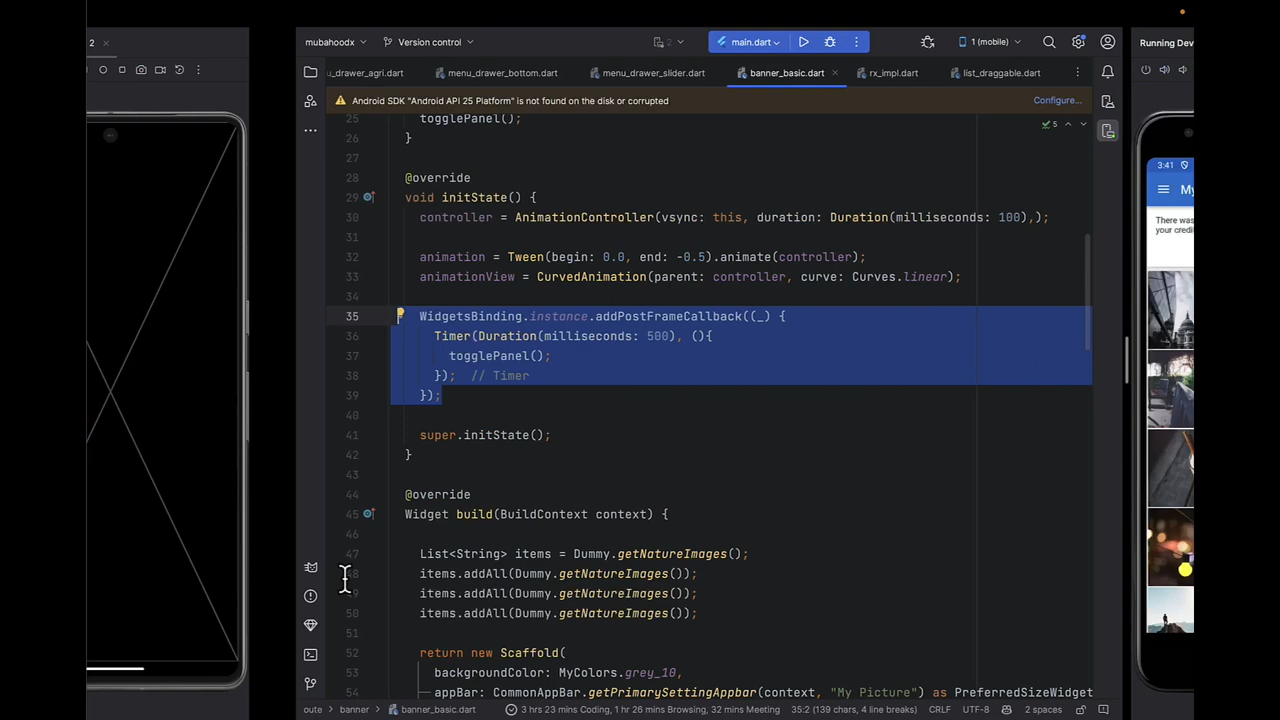 2 ×
mubahoodx
Version control
2
main.dart
1 (mobile)
Running Dev
u_drawer_agri.dart
menu_drawer_bottom.dart
menu_drawer_slider.dart
banner_basic.dart
rx_impl.dart
list_draggable.dart
Android SDK "Android API 25 Platform" is not found on the disk or corrupted
Configure...
5
25 togglePanel();
26 }
27
28 @override
29 void initState() {
30 controller = AnimationController(vsync: this, duration: Duration(milliseconds: 100),);
31
32 animation = Tween(begin: 0.0, end: -0.5).animate(controller);
33 animationView = CurvedAnimation(parent: controller, curve: Curves.linear);
34
35 WidgetsBinding.instance.addPostFrameCallback((_) {
36 Timer(Duration(milliseconds: 500), (){
37 togglePanel();
38 }); // Timer
39 });
40
41 super.initState();
42 }
43
44 @override
45 Widget build(BuildContext context) {
46
47 List<String> items = Dummy.getNatureImages();
48 items.addAll(Dummy.getNatureImages());
49 items.addAll(Dummy.getNatureImages());
50 items.addAll(Dummy.getNatureImages());
51
52 return new Scaffold(
53 backgroundColor: MyColors.grey_10,
54 appBar: CommonAppBar.getPrimarySettingAppbar(context, "My Picture") as PreferredSizeWidget
3:41
My
There was
your credi
oute › banner › banner_basic.dart
3 hrs 23 mins Coding, 1 hr 26 mins Browsing, 32 mins Meeting
35:2 (139 chars, 4 line breaks)
CRLF
UTF-8
2 spaces